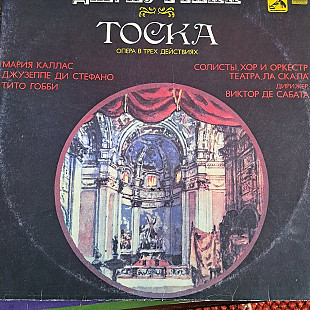 ТОСКА
ОПЕРА В ТРЕХ ДЕЙСТВИЯХ
МАРИЯ КАЛЛАС
ДЖУЗЕППЕ ДИ СТЕФАНО
ТИТО ГОББИ
СОЛИСТЫ, ХОР И ОРКЕСТР
ТЕАТРА ЛА СКАЛА
ДИРИЖЕР
ВИКТОР ДЕ САБАТА